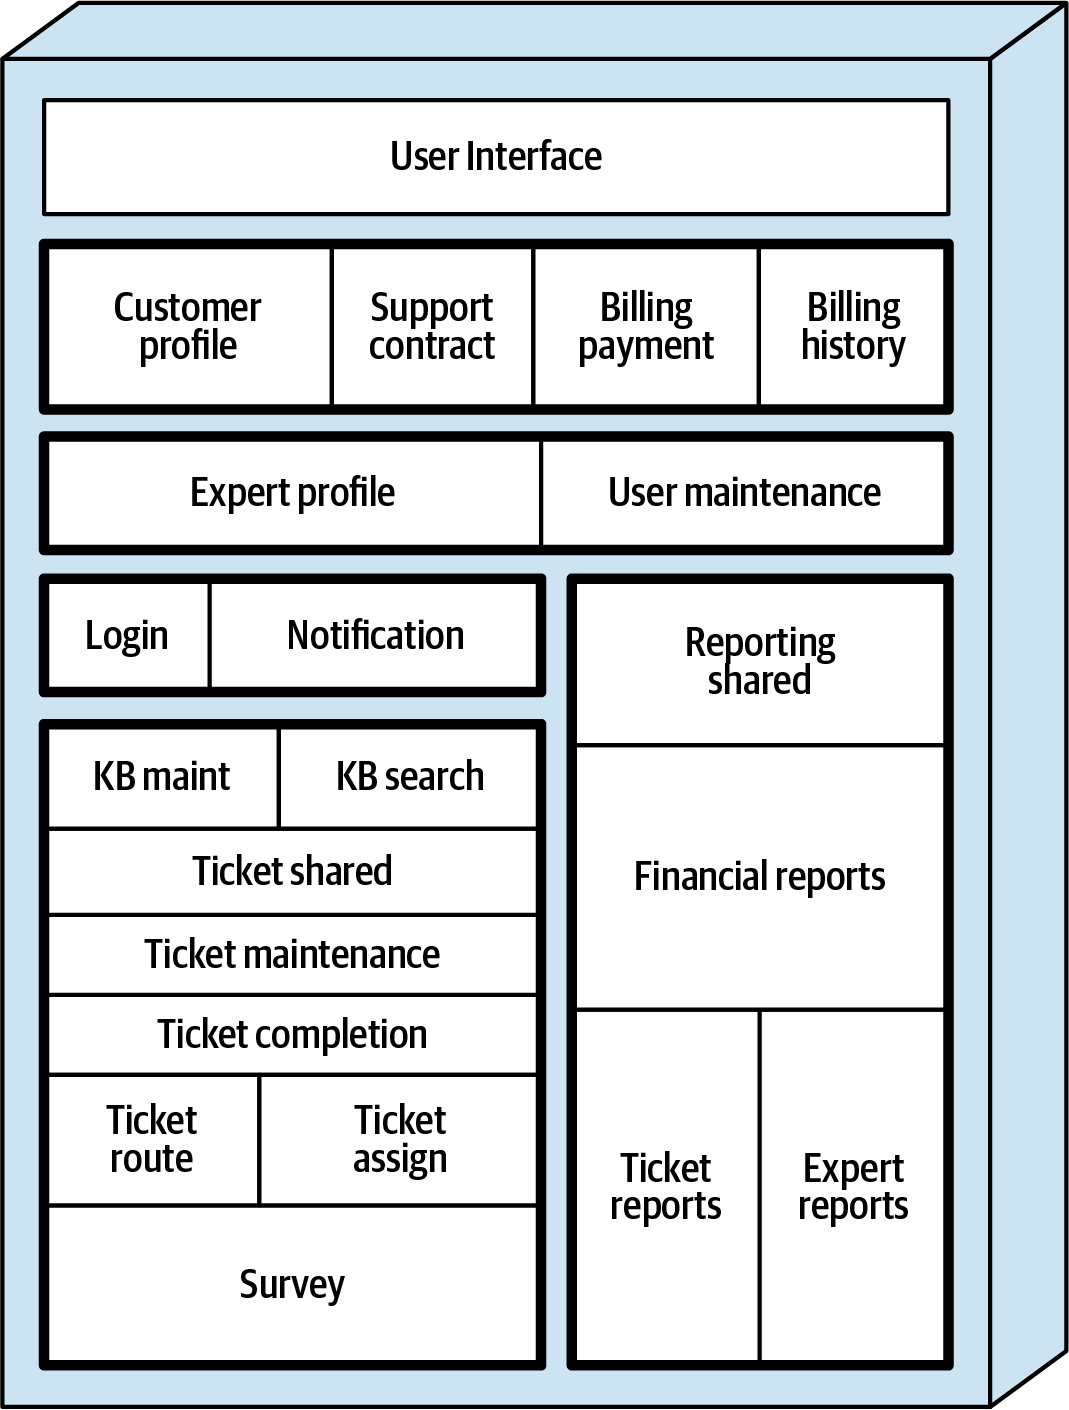 User Interface
Customer
profile
Support
contract
Billing
payment
Billing
history
Expert profile
User maintenance
Login
Notification
KB maint
KB search
Ticket shared
Ticket maintenance
Ticket completion
Ticket
route
Ticket
assign
Survey
Reporting
shared
Financial reports
Ticket
reports
Expert
reports